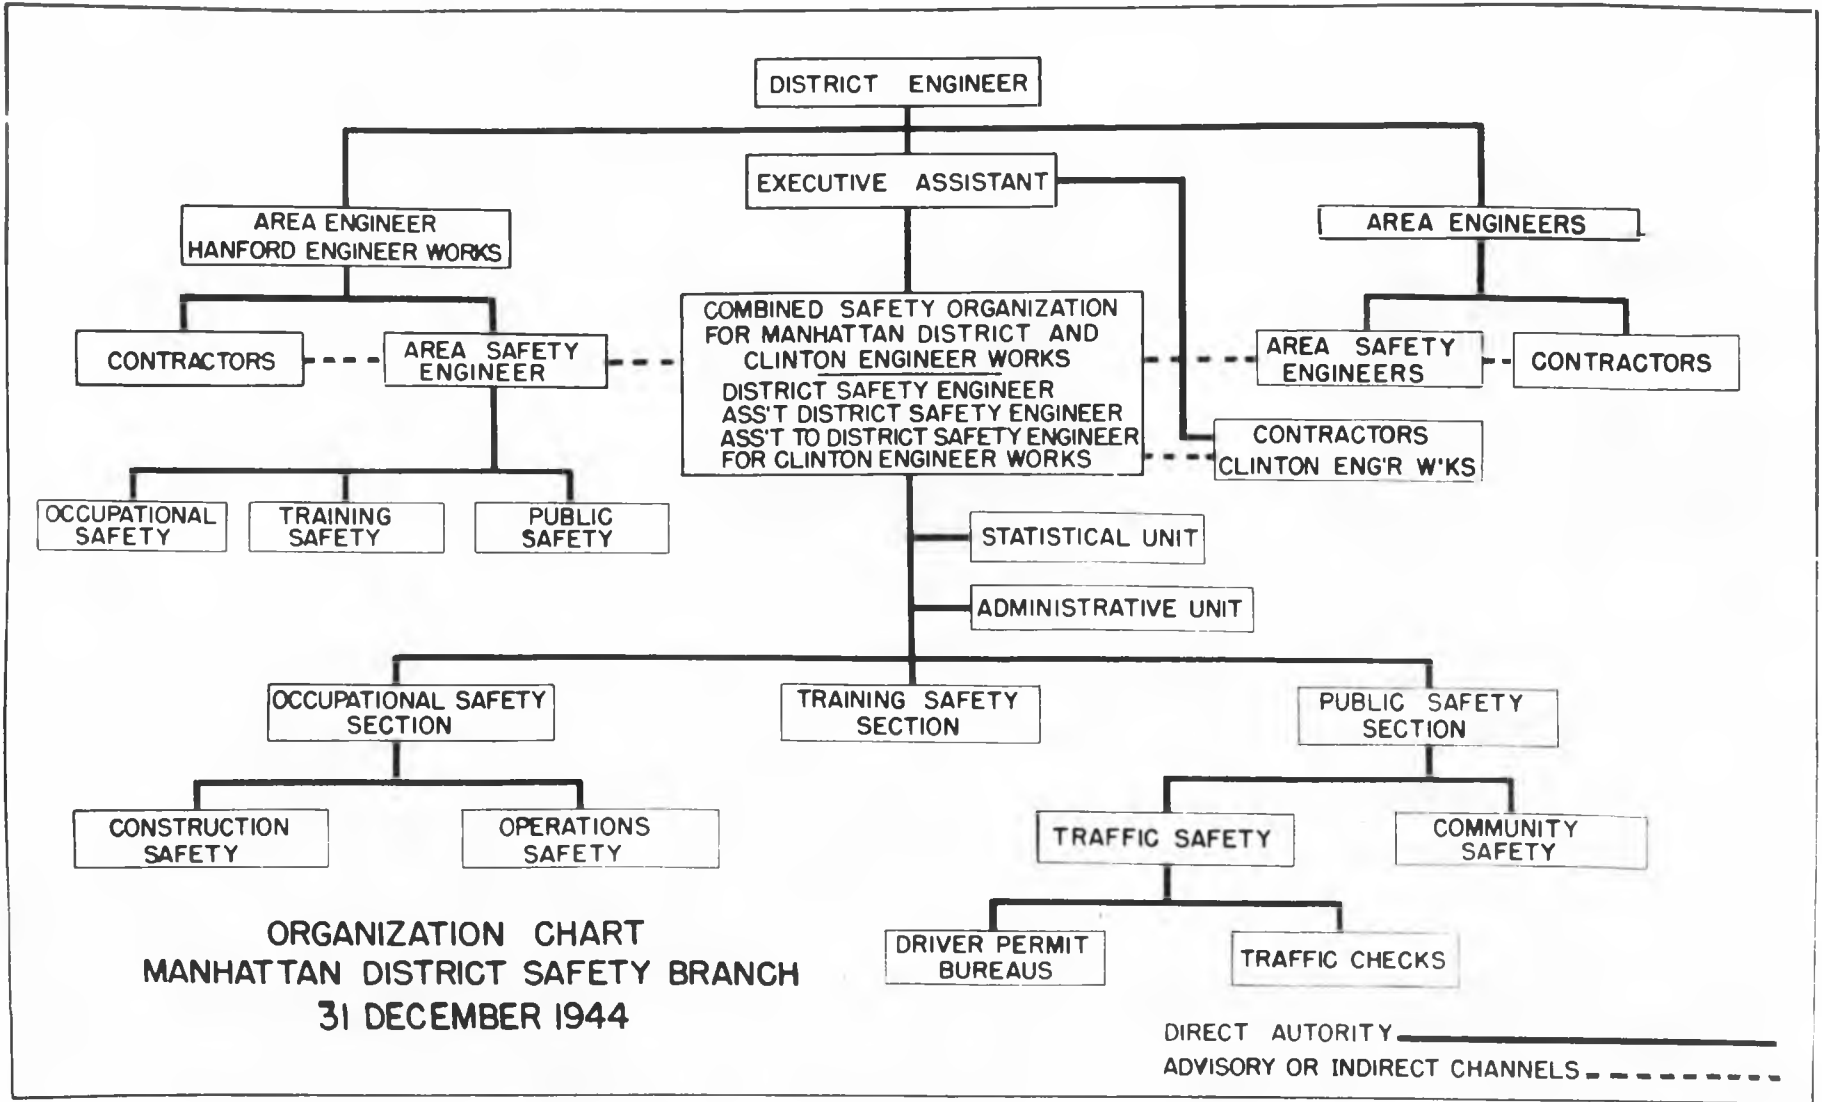 DISTRICT ENGINEER
EXECUTIVE ASSISTANT
AREA ENGINEER
HANFORD ENGINEER WORKS
AREA ENGINEERS
CONTRACTORS
AREA SAFETY
ENGINEER
COMBINED SAFETY ORGANIZATION
FOR MANHATTAN DISTRICT AND
CLINTON ENGINEER WORKS
DISTRICT SAFETY ENGINEER
ASS'T DISTRICT SAFETY ENGINEER
ASS'T TO DISTRICT SAFETY ENGINEER
FOR CLINTON ENGINEER WORKS
AREA SAFETY
ENGINEERS
CONTRACTORS
CONTRACTORS
CLINTON ENG'R W'KS
OCCUPATIONAL
SAFETY
TRAINING
SAFETY
PUBLIC
SAFETY
STATISTICAL UNIT
ADMINISTRATIVE UNIT
OCCUPATIONAL SAFETY
SECTION
TRAINING SAFETY
SECTION
PUBLIC SAFETY
SECTION
CONSTRUCTION
SAFETY
OPERATIONS
SAFETY
TRAFFIC SAFETY
COMMUNITY
SAFETY
DRIVER PERMIT
BUREAUS
TRAFFIC CHECKS
ORGANIZATION CHART
MANHATTAN DISTRICT SAFETY BRANCH
31 DECEMBER 1944
DIRECT AUTORITY
ADVISORY OR INDIRECT CHANNELS